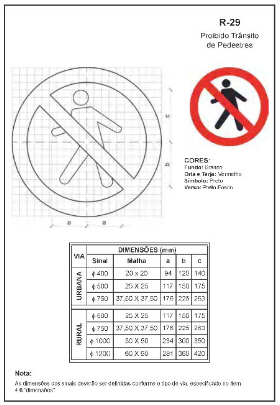 R-29
Proibido Trânsito
de Pedestres
CORES:
Fundo: Branco
Orla e Tarja: Vermelha
Símbolo: Preto
Verso: Preto Fosco
c
b
a a
VIA DIMENSÕES (mm)
Sinal Malha a b c
URBANA
ϕ 400 20 x 20 94 120 140
ϕ 500 25 X 25 117 150 175
ϕ 750 37,50 X 37,50 176 225 263
RURAL
ϕ 500 25 X 25 117 150 175
ϕ 750 37,50 X 37,50 176 225 263
ϕ 1000 50 X 50 234 300 350
ϕ 1200 60 X 60 281 360 420
Nota:
As dimensões dos sinais deverão ser definidas conforme o tipo de via, especificado no item
4.6 "dimensões".